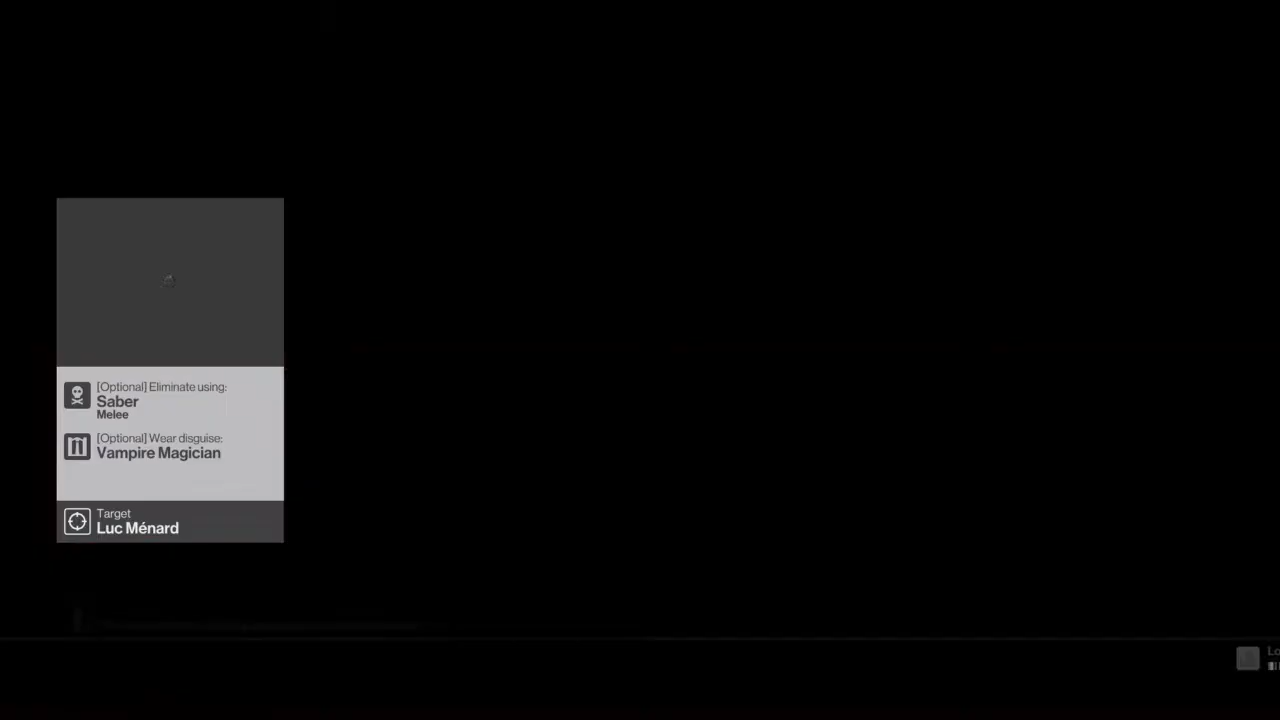 [Optional] Eliminate using:
Saber
Melee
[Optional] Wear disguise:
Vampire Magician
Target
Luc Ménard